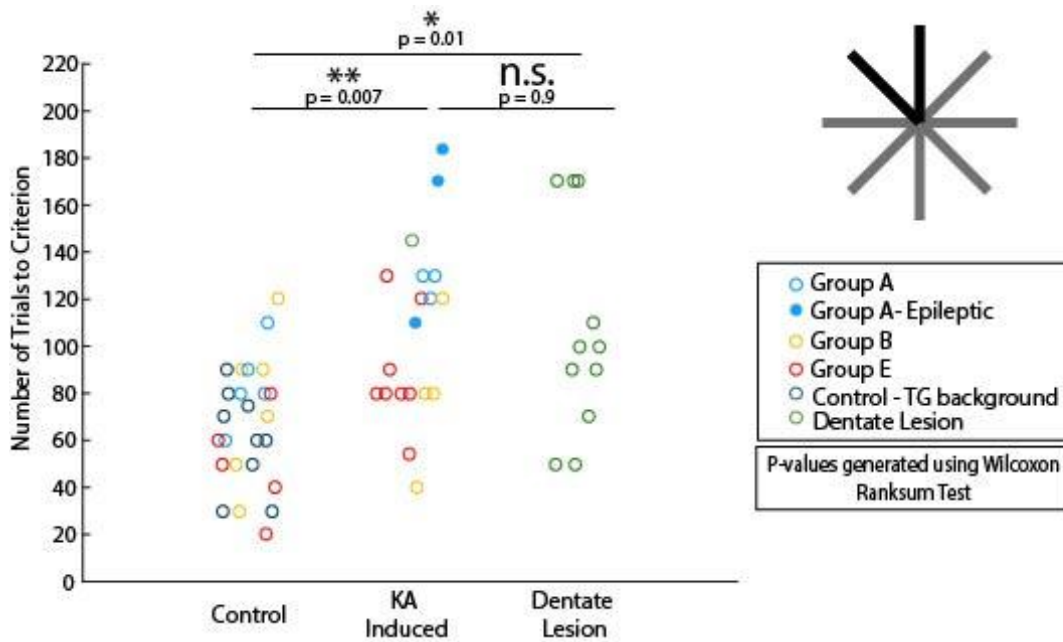 *
p = 0.01
**
p = 0.007
n.s.
p = 0.9
Number of Trials to Criterion
220
200
180
160
140
120
100
80
60
40
20
0
Control
KA
Induced
Dentate
Lesion
Group A
Group A- Epileptic
Group B
Group E
Control -TG background
Dentate Lesion
P-values generated using Wilcoxon
Ranksum Test